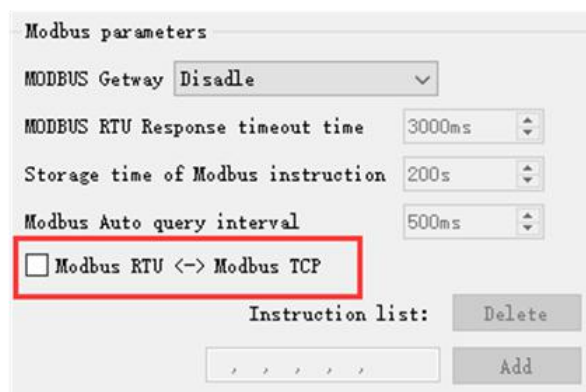 Modbus parameters
MODBUS Getway Disadle
MODBUS RTU Response timeout time 3000ms
Storage time of Modbus instruction 200s
Modbus Auto query interval 500ms
Modbus RTU <-> Modbus TCP
Instruction list: Delete
, , , , , Add